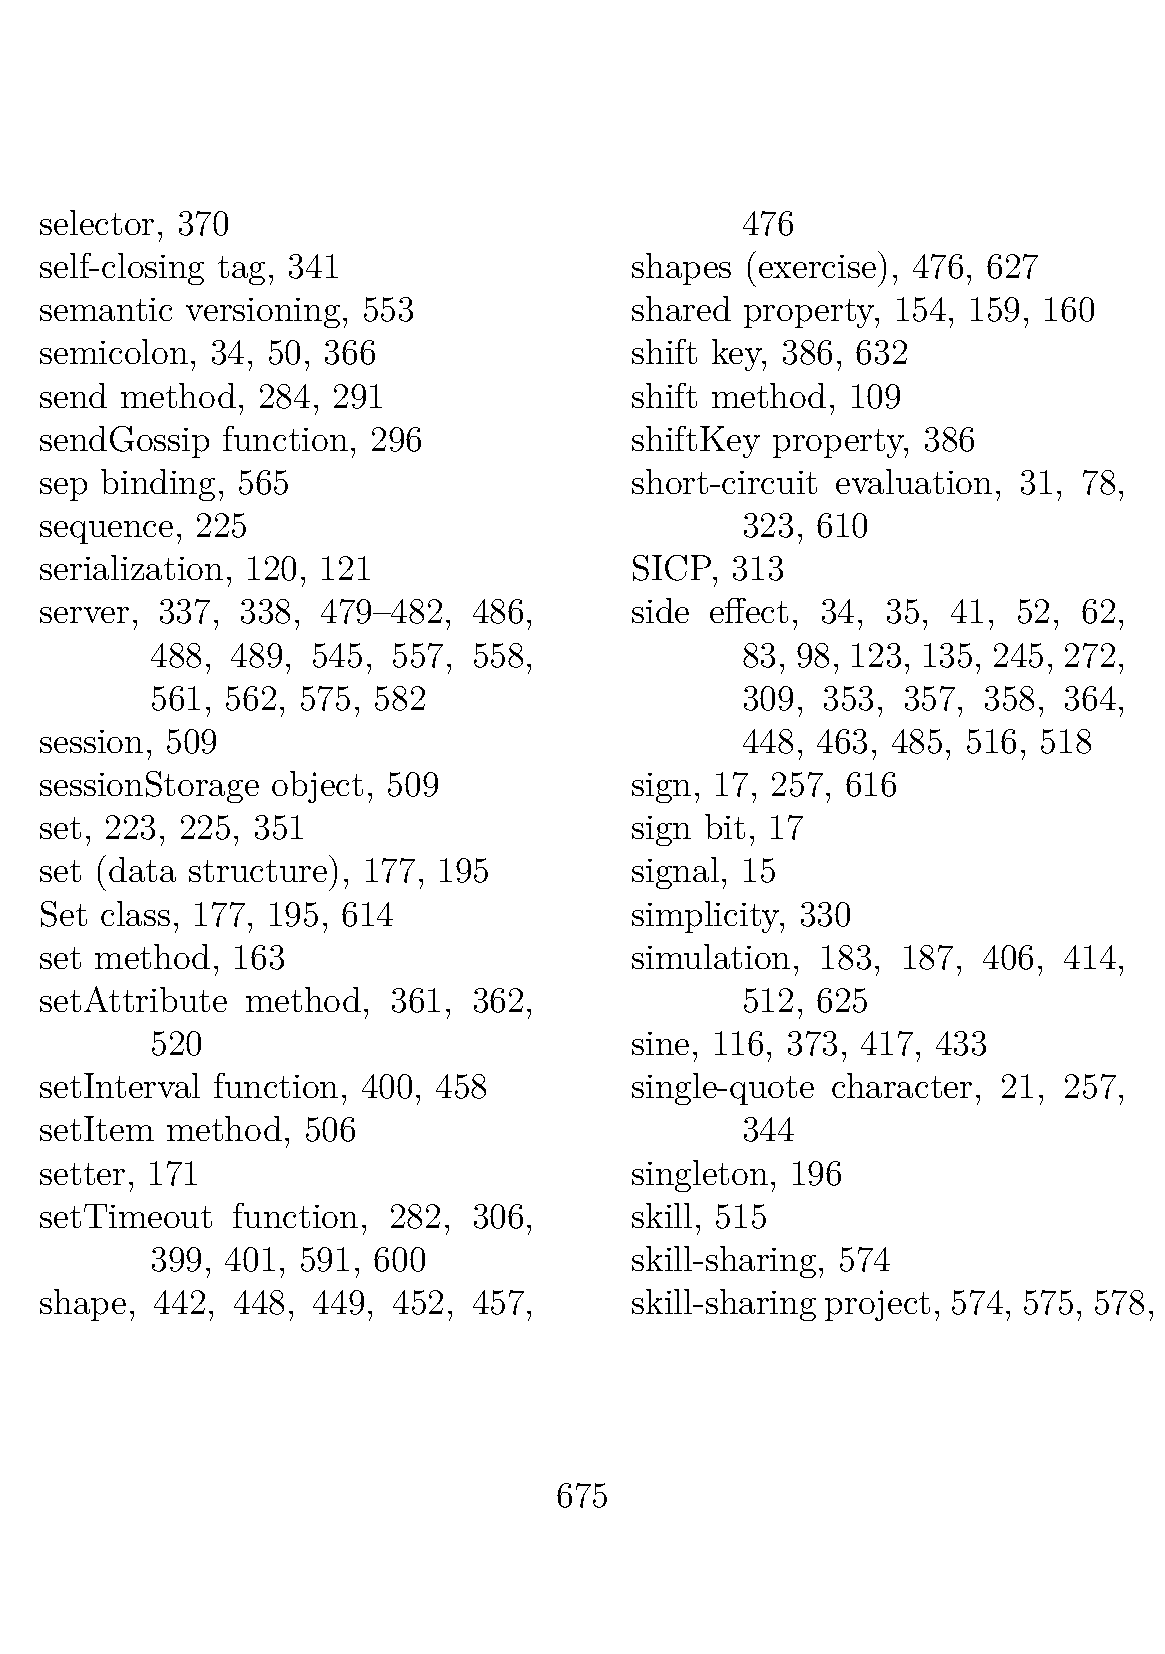 selector, 370
self-closing tag, 341
semantic versioning, 553
semicolon, 34, 50, 366
send method, 284, 291
sendGossip function, 296
sep binding, 565
sequence, 225
serialization, 120, 121
server, 337, 338, 479–482, 486,
488, 489, 545, 557, 558,
561, 562, 575, 582
session, 509
sessionStorage object, 509
set, 223, 225, 351
set (data structure), 177, 195
Set class, 177, 195, 614
set method, 163
setAttribute method, 361, 362,
520
setInterval function, 400, 458
setItem method, 506
setter, 171
setTimeout function, 282, 306,
399, 401, 591, 600
shape, 442, 448, 449, 452, 457,
476
shapes (exercise), 476, 627
shared property, 154, 159, 160
shift key, 386, 632
shift method, 109
shiftKey property, 386
short-circuit evaluation, 31, 78,
323, 610
SICP, 313
side effect, 34, 35, 41, 52, 62,
83, 98, 123, 135, 245, 272,
309, 353, 357, 358, 364,
448, 463, 485, 516, 518
sign, 17, 257, 616
sign bit, 17
signal, 15
simplicity, 330
simulation, 183, 187, 406, 414,
512, 625
sine, 116, 373, 417, 433
single-quote character, 21, 257,
344
singleton, 196
skill, 515
skill-sharing, 574
skill-sharing project, 574, 575, 578,
675